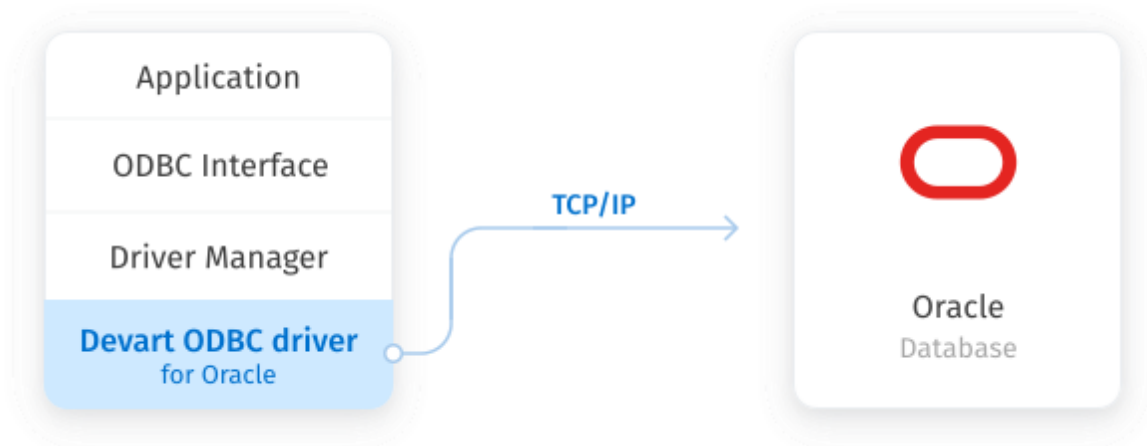 Application
ODBC Interface
Driver Manager
Devart ODBC driver
for Oracle
TCP/IP
Oracle
Database